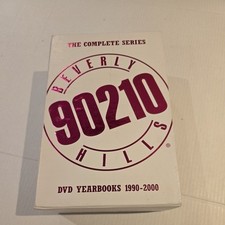 THE COMPLETE SERIES
BEVERLY
90210
HILLS
®
DVD YEARBOOKS 1990-2000